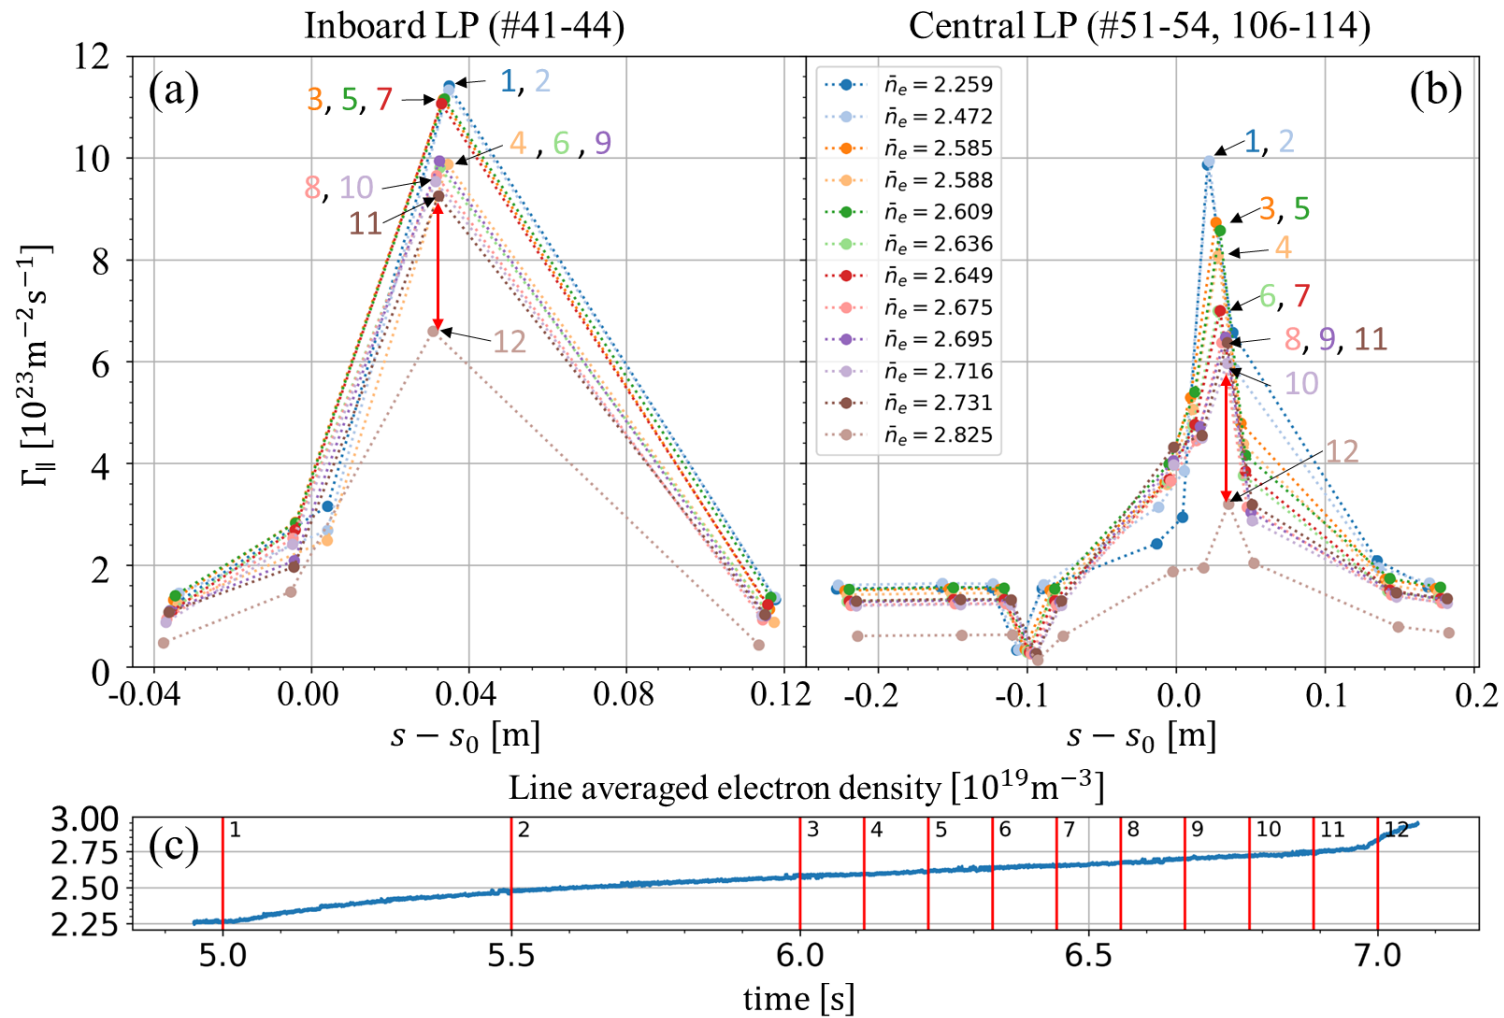 Inboard LP (#41-44)
Central LP (#51-54, 106-114)
(a)
(b)
12
10
8
6
4
2
0
Γ∥ [10²³m⁻²s⁻¹]
1, 2
3, 5, 7
4 , 6 , 9
8, 10
11
12
n̄ₑ = 2.259
n̄ₑ = 2.472
n̄ₑ = 2.585
n̄ₑ = 2.588
n̄ₑ = 2.609
n̄ₑ = 2.636
n̄ₑ = 2.649
n̄ₑ = 2.675
n̄ₑ = 2.695
n̄ₑ = 2.716
n̄ₑ = 2.731
n̄ₑ = 2.825
1, 2
3, 5
4
6, 7
8, 9, 11
10
12
-0.04 0.00 0.04 0.08 0.12
-0.2 -0.1 0.0 0.1 0.2
s − s₀ [m]
s − s₀ [m]
Line averaged electron density [10¹⁹m⁻³]
(c)
3.00
2.75
2.50
2.25
1 2 3 4 5 6 7 8 9 10 11 12
5.0 5.5 6.0 6.5 7.0
time [s]